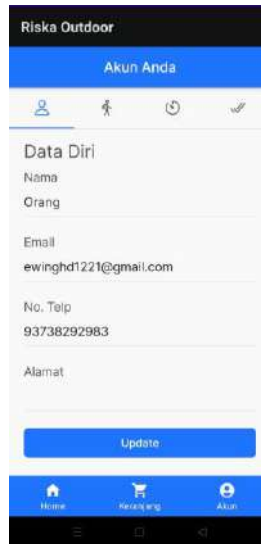 Riska Outdoor
Akun Anda
Data Diri
Nama
Orang
Email
ewinghd1221@gmail.com
No. Telp
93738292983
Alamat
Update
Home
Keranjang
Akun